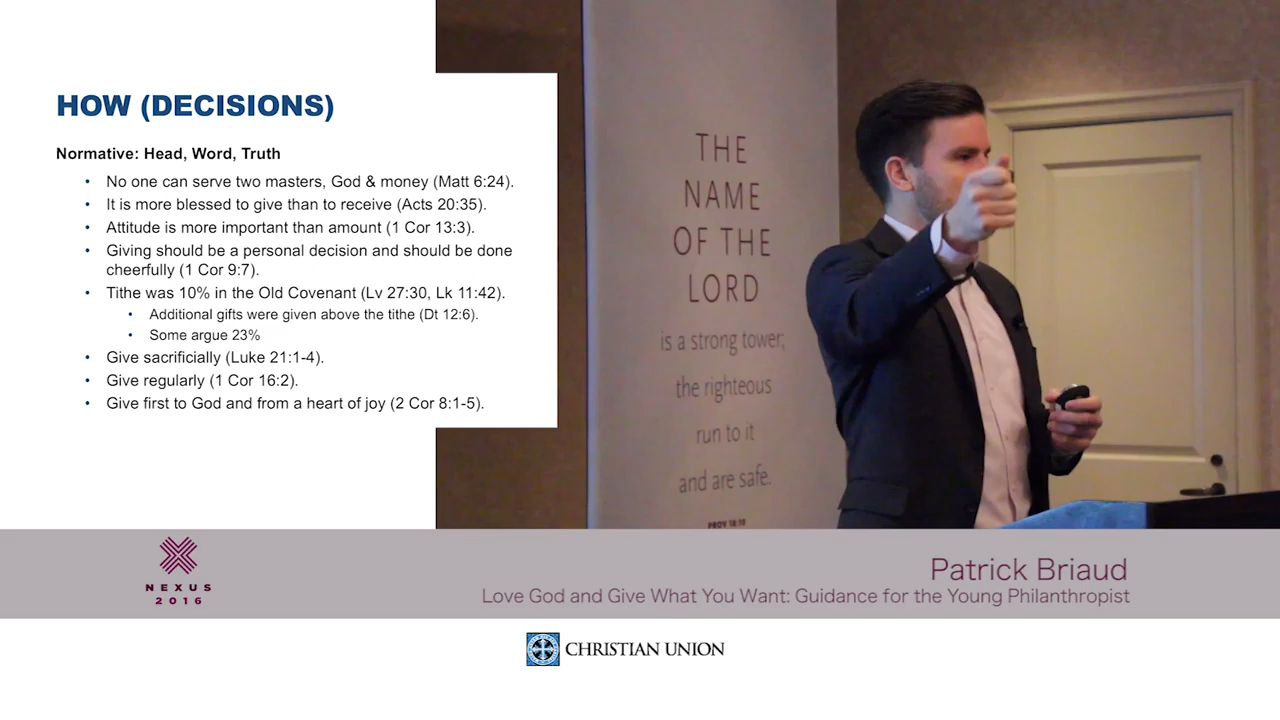 HOW (DECISIONS)
Normative: Head, Word, Truth
• No one can serve two masters, God & money (Matt 6:24).
• It is more blessed to give than to receive (Acts 20:35).
• Attitude is more important than amount (1 Cor 13:3).
• Giving should be a personal decision and should be done
cheerfully (1 Cor 9:7).
• Tithe was 10% in the Old Covenant (Lv 27:30, Lk 11:42).
• Additional gifts were given above the tithe (Dt 12:6).
• Some argue 23%
• Give sacrificially (Luke 21:1-4).
• Give regularly (1 Cor 16:2).
• Give first to God and from a heart of joy (2 Cor 8:1-5).
THE
NAME
OF THE
LORD
is a strong tower;
the righteous
run to it
and are safe.
PROV 18:10
NEXUS
2016
Patrick Briaud
Love God and Give What You Want: Guidance for the Young Philanthropist
CHRISTIAN UNION